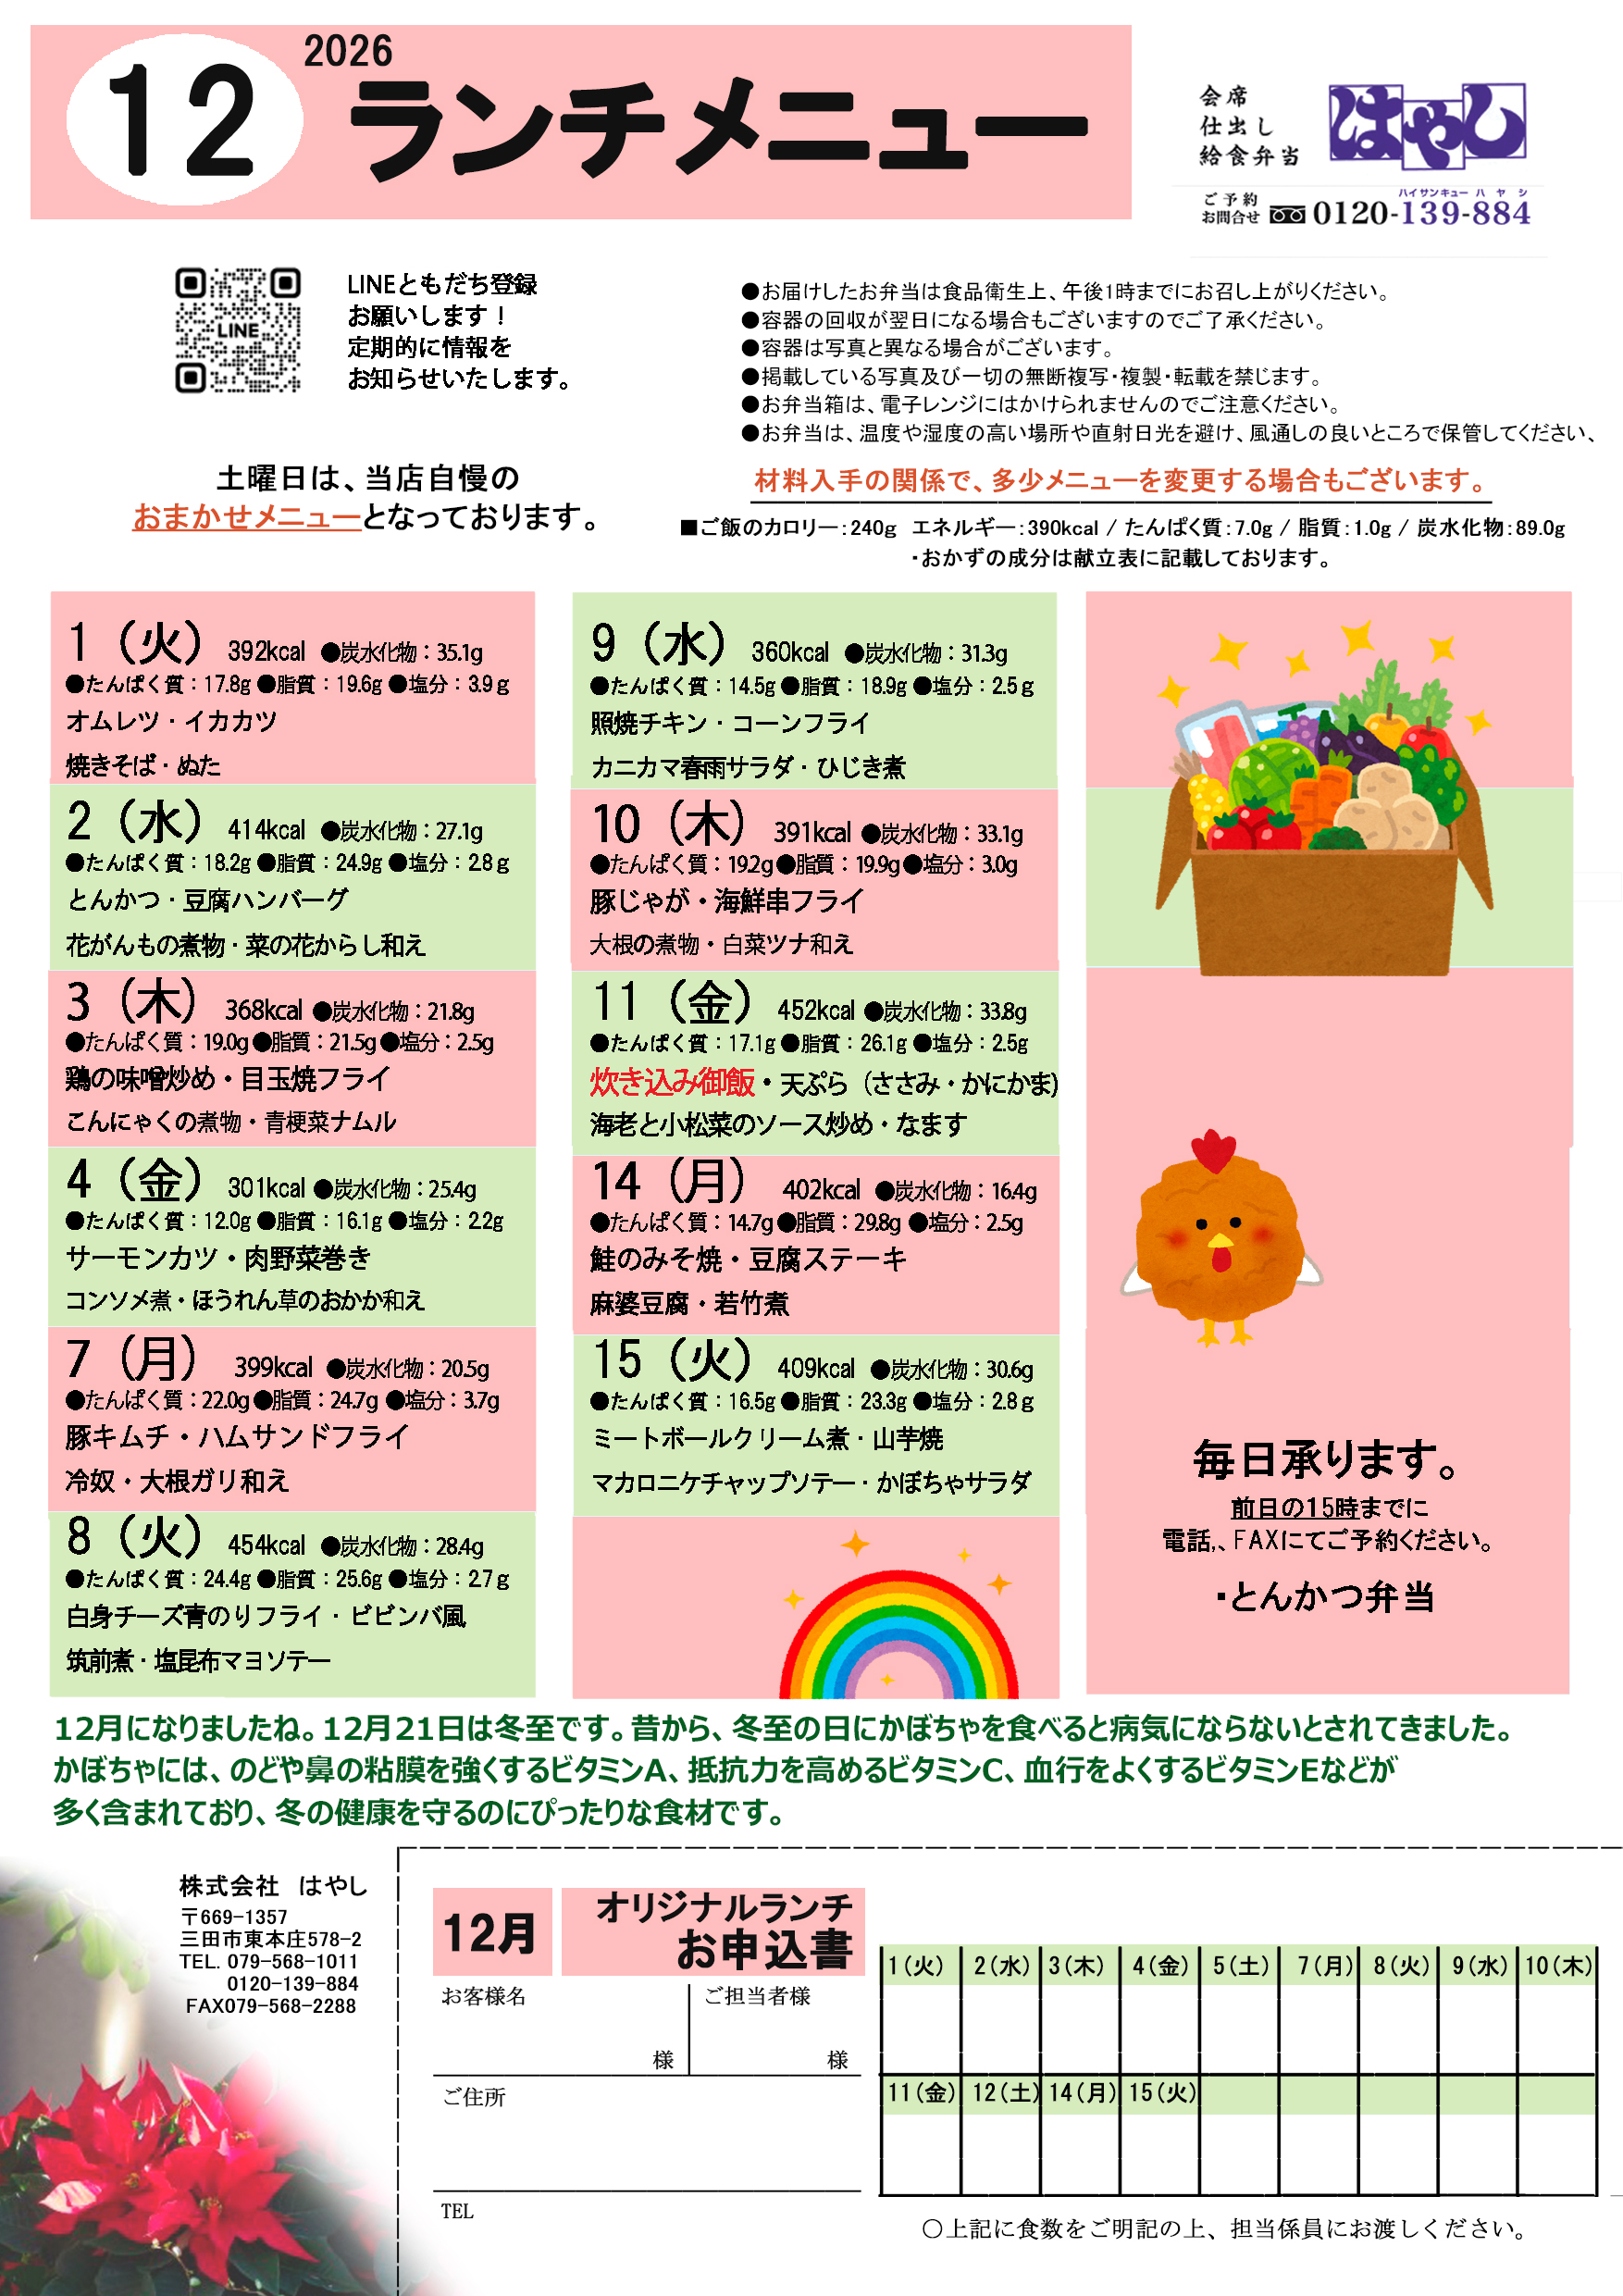 12
2026
ランチメニュー
会席
仕出し
給食弁当
はやし
ハイサンキュー ハヤシ
ご予約
お問合せ 0120-139-884
LINE
LINEともだち登録
お願いします！
定期的に情報を
お知らせいたします。
●お届けしたお弁当は食品衛生上、午後1時までにお召し上がりください。
●容器の回収が翌日になる場合もございますのでご了承ください。
●容器は写真と異なる場合がございます。
●掲載している写真及び一切の無断複写・複製・転載を禁じます。
●お弁当箱は、電子レンジにはかけられませんのでご注意ください。
●お弁当は、温度や湿度の高い場所や直射日光を避け、風通しの良いところで保管してください、
土曜日は、当店自慢の
おまかせメニューとなっております。
材料入手の関係で、多少メニューを変更する場合もございます。
■ご飯のカロリー：240g エネルギー：390kcal / たんぱく質：7.0g / 脂質：1.0g / 炭水化物：89.0g
・おかずの成分は献立表に記載しております。
1（火） 392kcal ●炭水化物：35.1g
●たんぱく質：17.8g ●脂質：19.6g ●塩分：3.9ｇ
オムレツ・イカカツ
焼きそば・ぬた
2（水） 414kcal ●炭水化物：27.1g
●たんぱく質：18.2g ●脂質：24.9g ●塩分：2.8ｇ
とんかつ・豆腐ハンバーグ
花がんもの煮物・菜の花からし和え
3（木） 368kcal ●炭水化物：21.8g
●たんぱく質：19.0g ●脂質：21.5g ●塩分：2.5g
鶏の味噌炒め・目玉焼フライ
こんにゃくの煮物・青梗菜ナムル
4（金） 301kcal ●炭水化物：25.4g
●たんぱく質：12.0g ●脂質：16.1g ●塩分：2.2g
サーモンカツ・肉野菜巻き
コンソメ煮・ほうれん草のおかか和え
7（月） 399kcal ●炭水化物：20.5g
●たんぱく質：22.0g ●脂質：24.7g ●塩分：3.7g
豚キムチ・ハムサンドフライ
冷奴・大根ガリ和え
8（火） 454kcal ●炭水化物：28.4g
●たんぱく質：24.4g ●脂質：25.6g ●塩分：2.7ｇ
白身チーズ青のりフライ・ビビンバ風
筑前煮・塩昆布マヨソテー
9（水） 360kcal ●炭水化物：31.3g
●たんぱく質：14.5g ●脂質：18.9g ●塩分：2.5ｇ
照焼チキン・コーンフライ
カニカマ春雨サラダ・ひじき煮
10（木） 391kcal ●炭水化物：33.1g
●たんぱく質：19.2g ●脂質：19.9g ●塩分：3.0g
豚じゃが・海鮮串フライ
大根の煮物・白菜ツナ和え
11（金） 452kcal ●炭水化物：33.8g
●たんぱく質：17.1g ●脂質：26.1g ●塩分：2.5g
炊き込み御飯・天ぷら（ささみ・かにかま）
海老と小松菜のソース炒め・なます
14（月） 402kcal ●炭水化物：16.4g
●たんぱく質：14.7g ●脂質：29.8g ●塩分：2.5g
鮭のみそ焼・豆腐ステーキ
麻婆豆腐・若竹煮
15（火） 409kcal ●炭水化物：30.6g
●たんぱく質：16.5g ●脂質：23.3g ●塩分：2.8ｇ
ミートボールクリーム煮・山芋焼
マカロニケチャップソテー・かぼちゃサラダ
毎日承ります。
前日の15時までに
電話,、FAXにてご予約ください。
・とんかつ弁当
12月になりましたね。12月21日は冬至です。昔から、冬至の日にかぼちゃを食べると病気にならないとされてきました。
かぼちゃには、のどや鼻の粘膜を強くするビタミンA、抵抗力を高めるビタミンC、血行をよくするビタミンEなどが
多く含まれており、冬の健康を守るのにぴったりな食材です。
株式会社 はやし
〒669-1357
三田市東本庄578-2
TEL. 079-568-1011
0120-139-884
FAX079-568-2288
12月
オリジナルランチ
お申込書
お客様名 ご担当者様
様 様
ご住所
TEL
1（火） 2（水） 3（木） 4（金） 5（土） 7（月） 8（火） 9（水） 10（木）
11（金） 12（土） 14（月） 15（火）
○上記に食数をご明記の上、担当係員にお渡しください。